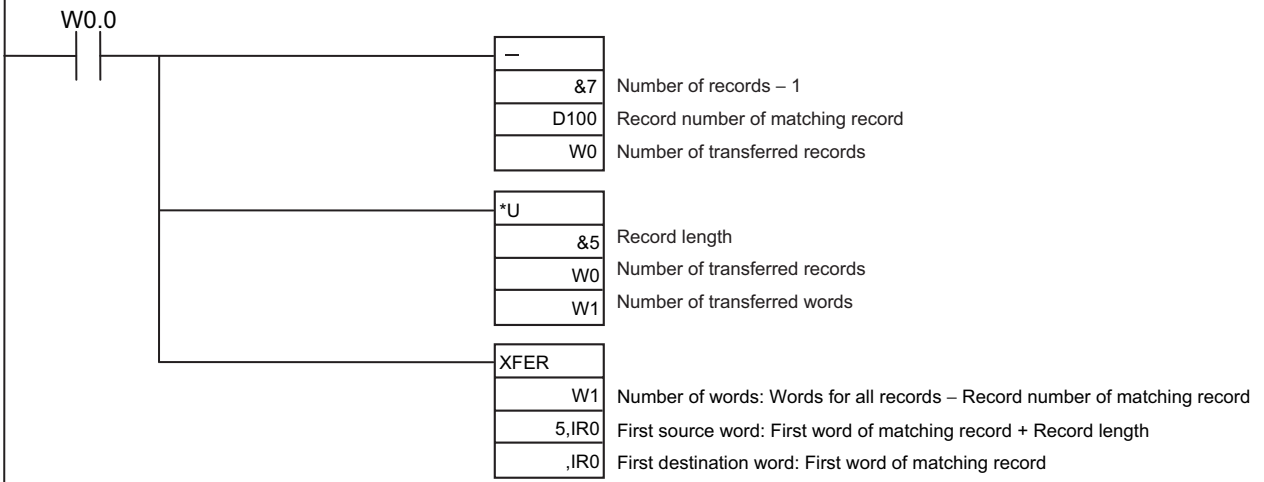 W0.0
–
&7 Number of records – 1
D100 Record number of matching record
W0 Number of transferred records
*U
&5 Record length
W0 Number of transferred records
W1 Number of transferred words
XFER
W1 Number of words: Words for all records – Record number of matching record
5,IR0 First source word: First word of matching record + Record length
,IR0 First destination word: First word of matching record